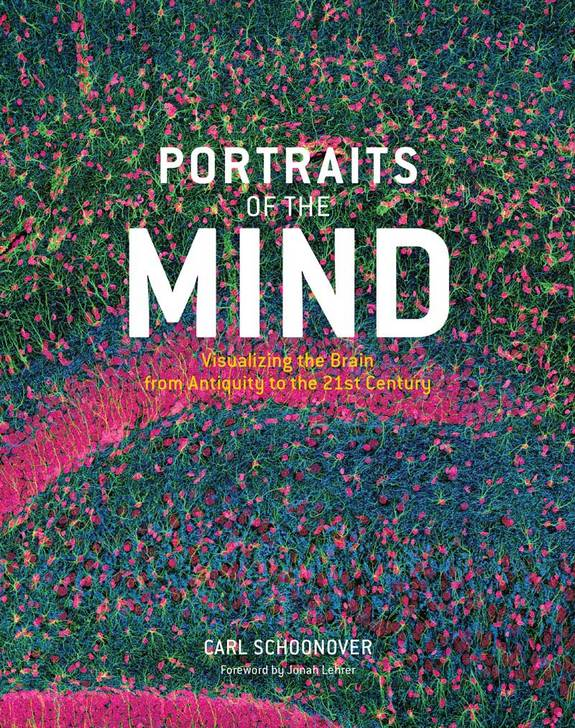 PORTRAITS
OF THE
MIND
Visualizing the Brain
from Antiquity to the 21st Century
CARL SCHOONOVER
Foreword by Jonah Lehrer